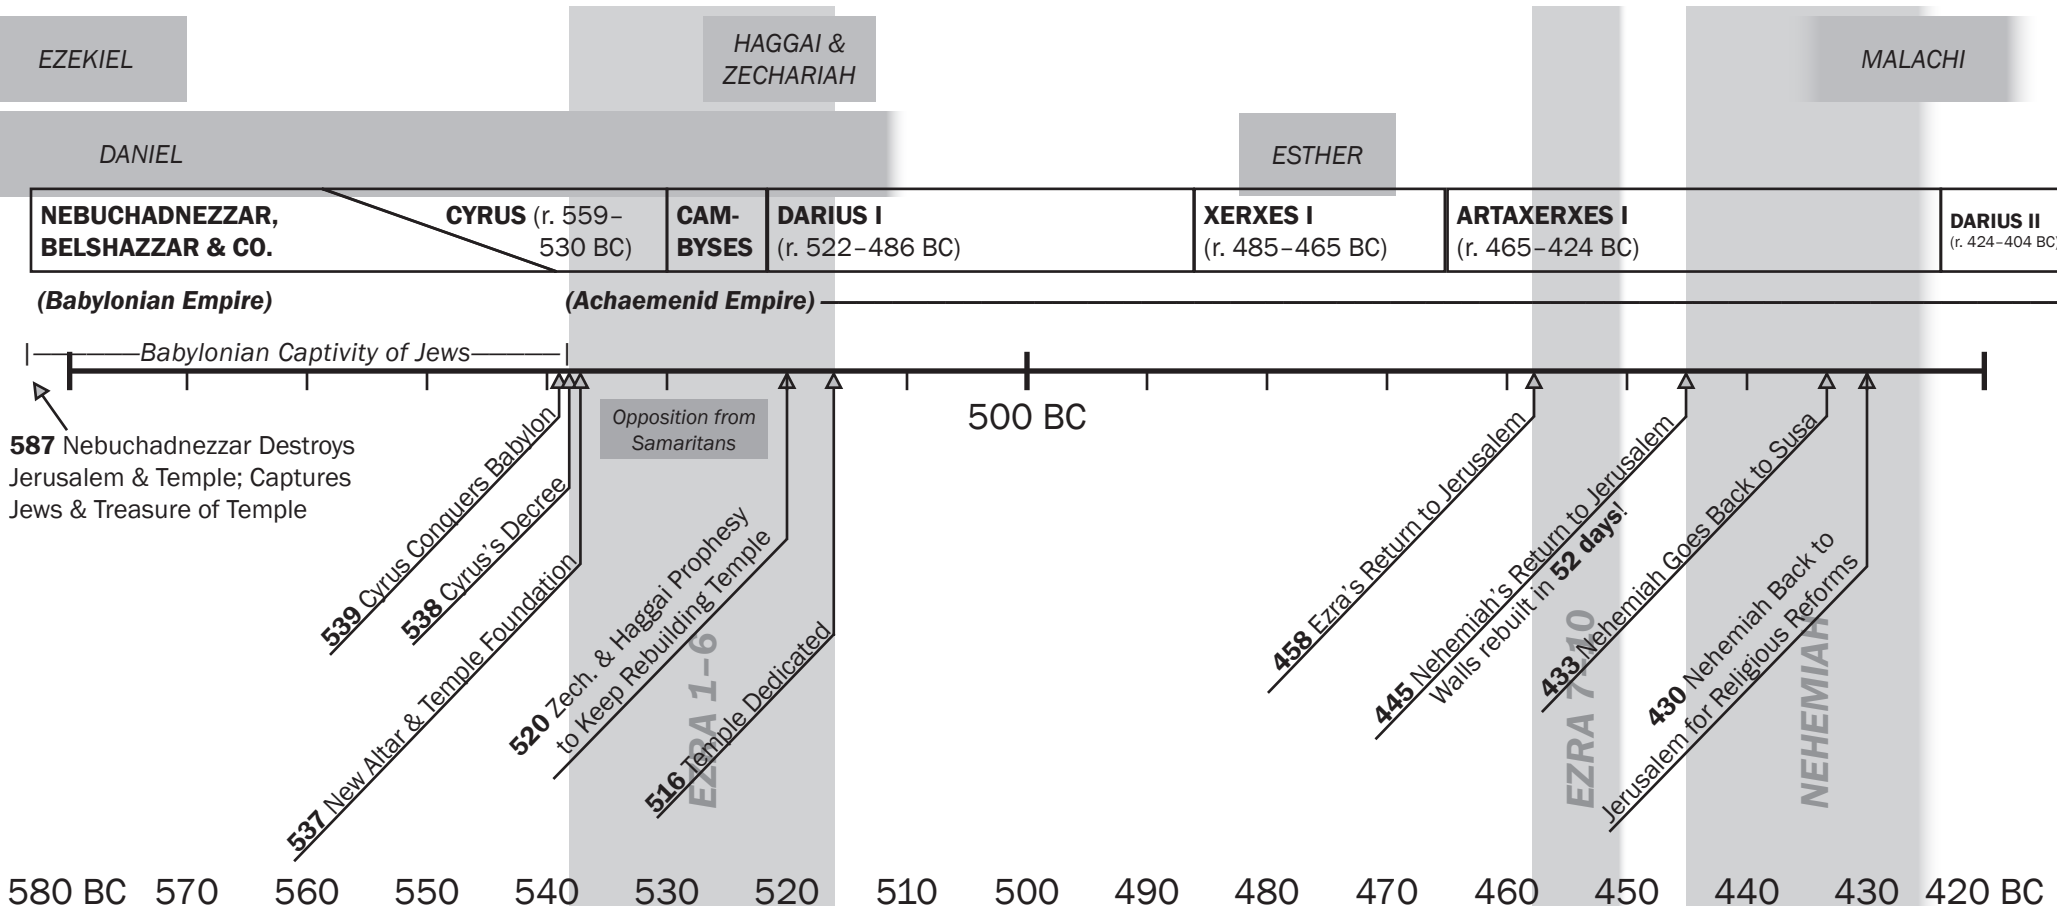 EZEKIEL
HAGGAI &
ZECHARIAH
MALACHI
DANIEL
ESTHER
NEBUCHADNEZZAR,
BELSHAZZAR & CO.
CYRUS (r. 559–
530 BC)
CAM-
BYSES
DARIUS I
(r. 522–486 BC)
XERXES I
(r. 485–465 BC)
ARTAXERXES I
(r. 465–424 BC)
DARIUS II
(r. 424–404 BC)
(Babylonian Empire)
(Achaemenid Empire)
Babylonian Captivity of Jews
500 BC
587 Nebuchadnezzar Destroys
Jerusalem & Temple; Captures
Jews & Treasure of Temple
Opposition from
Samaritans
539 Cyrus Conquers Babylon
538 Cyrus’s Decree
537 New Altar & Temple Foundation
520 Zech. & Haggai Prophesy
to Keep Rebuilding Temple
516 Temple Dedicated
EZRA 1–6
458 Ezra’s Return to Jerusalem
445 Nehemiah’s Return to Jerusalem
Walls rebuilt in 52 days!
433 Nehemiah Goes Back to Susa
430 Nehemiah Back to
Jerusalem for Religious Reforms
EZRA 7–10
NEHEMIAH
580 BC 570 560 550 540 530 520 510 500 490 480 470 460 450 440 430 420 BC